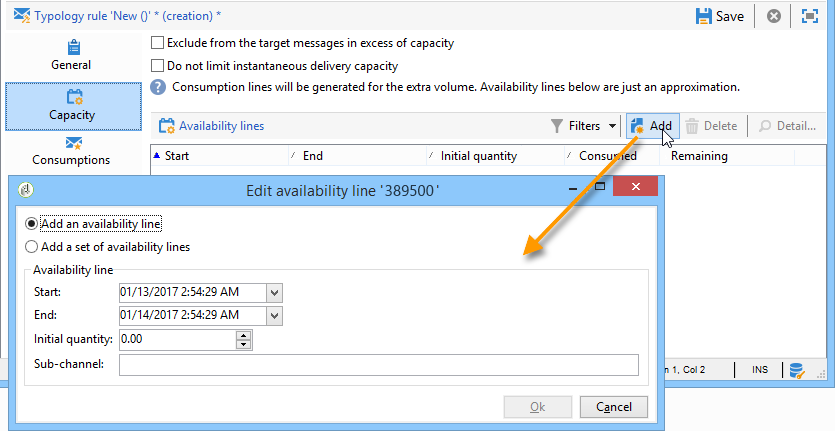 Typology rule 'New ()' * (creation) *
Save
General
Capacity
Consumptions
Exclude from the target messages in excess of capacity
Do not limit instantaneous delivery capacity
Consumption lines will be generated for the extra volume. Availability lines below are just an approximation.
Availability lines
Filters
Add
Delete
Detail...
Start
End
Initial quantity
Consumed
Remaining
Edit availability line '389500'
Add an availability line
Add a set of availability lines
Availability line
Start:
01/13/2017 2:54:29 AM
End:
01/14/2017 2:54:29 AM
Initial quantity:
0.00
Sub-channel:
Ok
Cancel
n 1, Col 2
INS